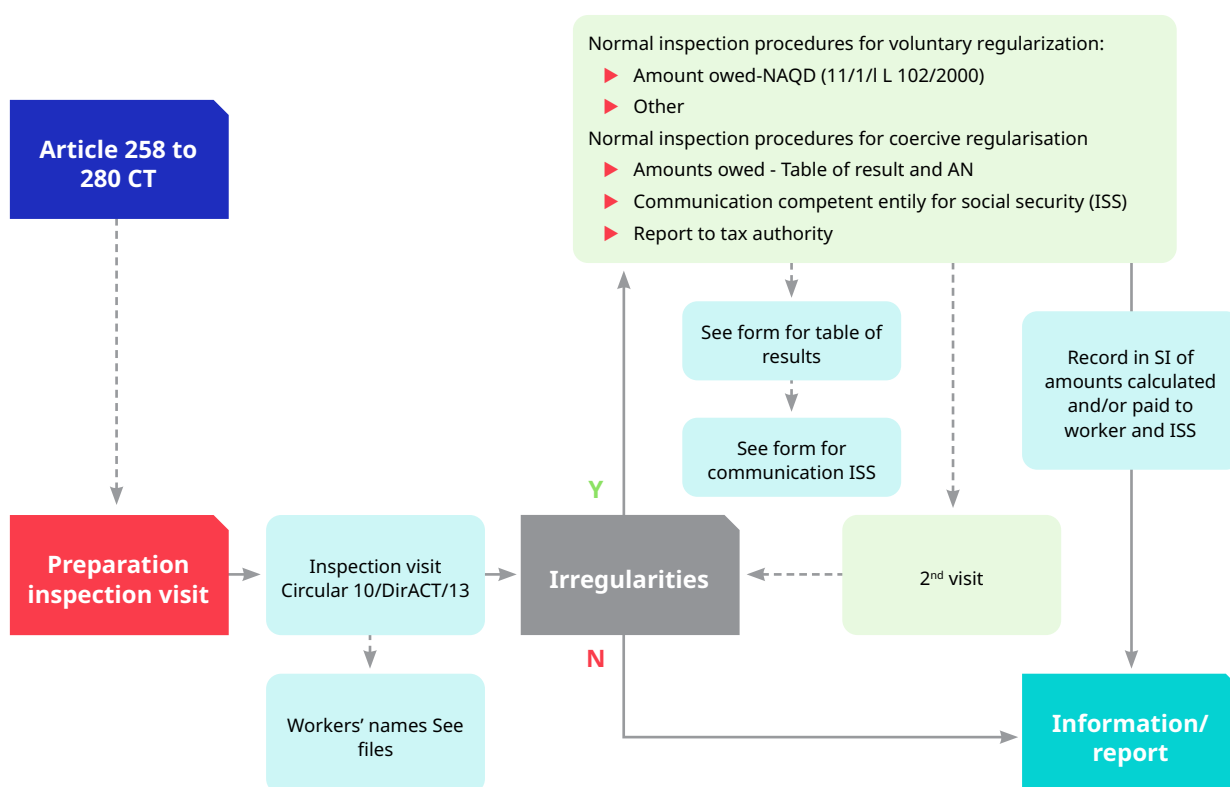 Normal inspection procedures for voluntary regularization:
▶ Amount owed-NAQD (11/1/l L 102/2000)
▶ Other
Normal inspection procedures for coercive regularisation
▶ Amounts owed - Table of result and AN
▶ Communication competent entily for social security (ISS)
▶ Report to tax authority
Article 258 to
280 CT
See form for table of
results
See form for
communication ISS
Record in SI of
amounts calculated
and/or paid to
worker and ISS
Y
Preparation
inspection visit
Inspection visit
Circular 10/DirACT/13
Irregularities
2nd visit
N
Workers’ names See
files
Information/
report